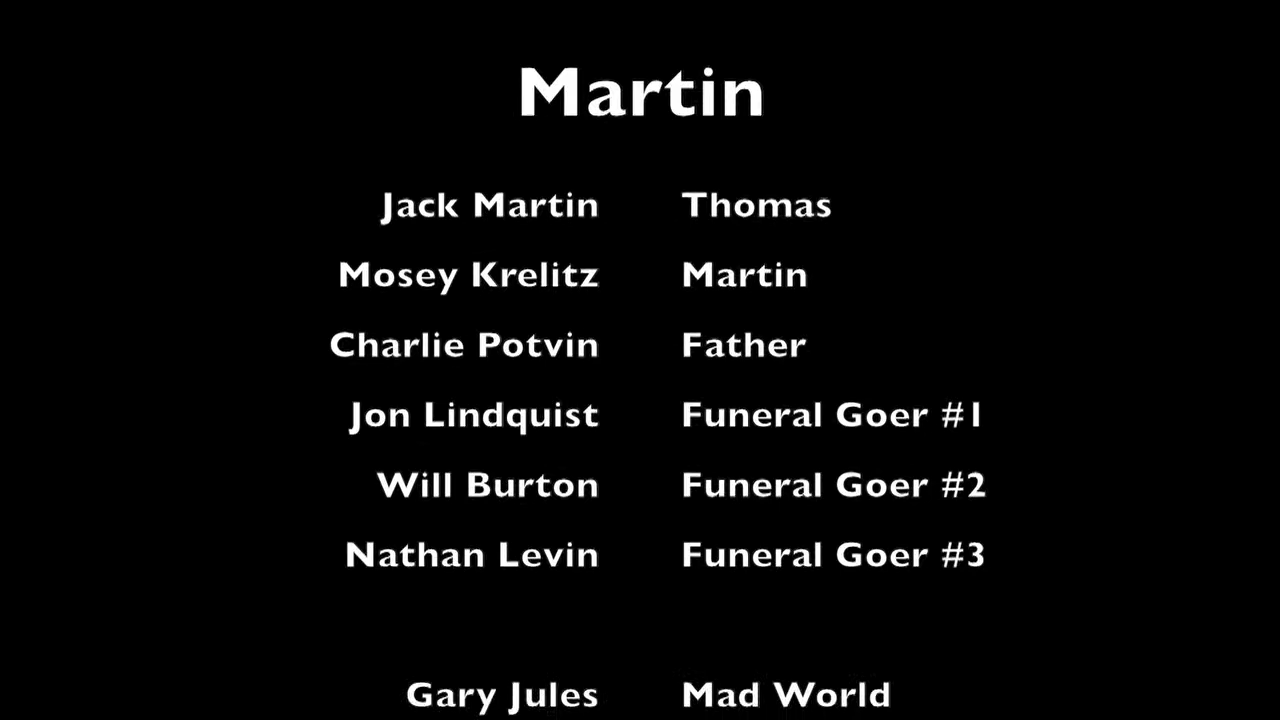 Martin
Jack Martin Thomas
Mosey Krelitz Martin
Charlie Potvin Father
Jon Lindquist Funeral Goer #1
Will Burton Funeral Goer #2
Nathan Levin Funeral Goer #3
Gary Jules Mad World